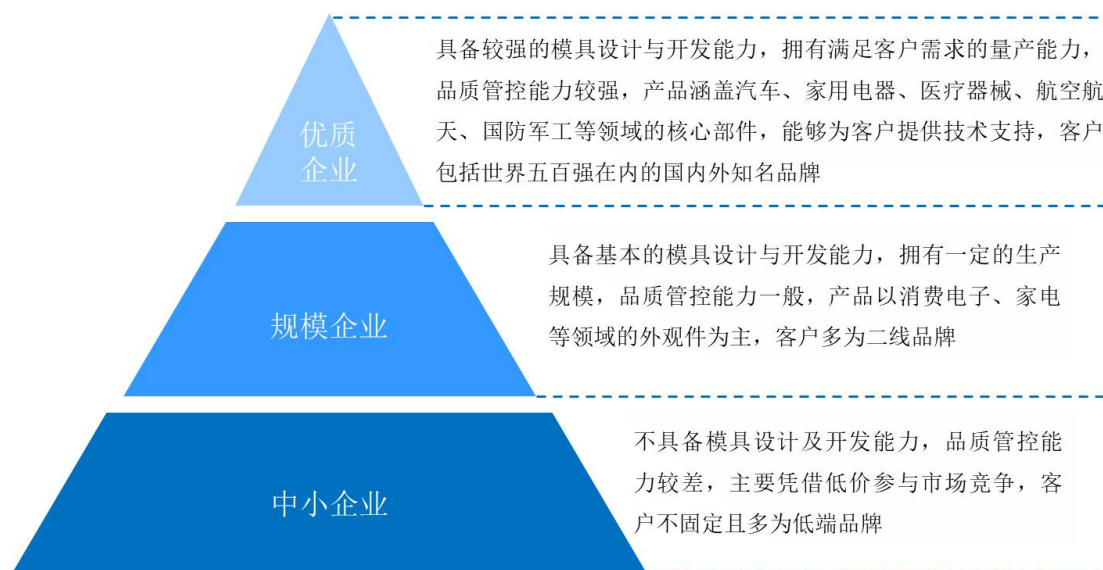 优质
企业
具备较强的模具设计与开发能力，拥有满足客户需求的量产能力，
品质管控能力较强，产品涵盖汽车、家用电器、医疗器械、航空航
天、国防军工等领域的核心部件，能够为客户提供技术支持，客户
包括世界五百强在内的国内外知名品牌
规模企业
具备基本的模具设计与开发能力，拥有一定的生产
规模，品质管控能力一般，产品以消费电子、家电
等领域的外观件为主，客户多为二线品牌
中小企业
不具备模具设计及开发能力，品质管控能
力较差，主要凭借低价参与市场竞争，客
户不固定且多为低端品牌